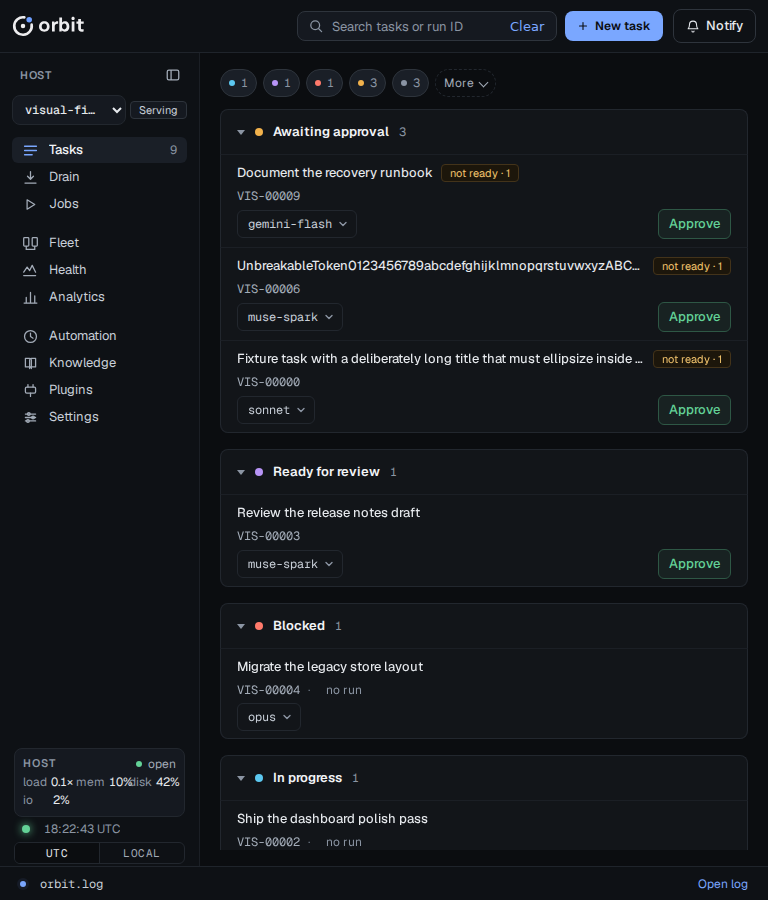 orbit
Search tasks or run ID
Clear
+ New task
Notify
HOST
visual-fi…
Serving
Tasks 9
Drain
Jobs
Fleet
Health
Analytics
Automation
Knowledge
Plugins
Settings
HOST open
load 0.1× mem 10% disk 42%
io 2%
18:22:43 UTC
UTC LOCAL
1 1 1 3 3 More
Awaiting approval 3
Document the recovery runbook not ready · 1
VIS-00009
gemini-flash Approve
UnbreakableToken0123456789abcdefghijklmnopqrstuvwxyzABC… not ready · 1
VIS-00006
muse-spark Approve
Fixture task with a deliberately long title that must ellipsize inside … not ready · 1
VIS-00000
sonnet Approve
Ready for review 1
Review the release notes draft
VIS-00003
muse-spark Approve
Blocked 1
Migrate the legacy store layout
VIS-00004 · no run
opus
In progress 1
Ship the dashboard polish pass
VIS-00002 · no run
orbit.log Open log